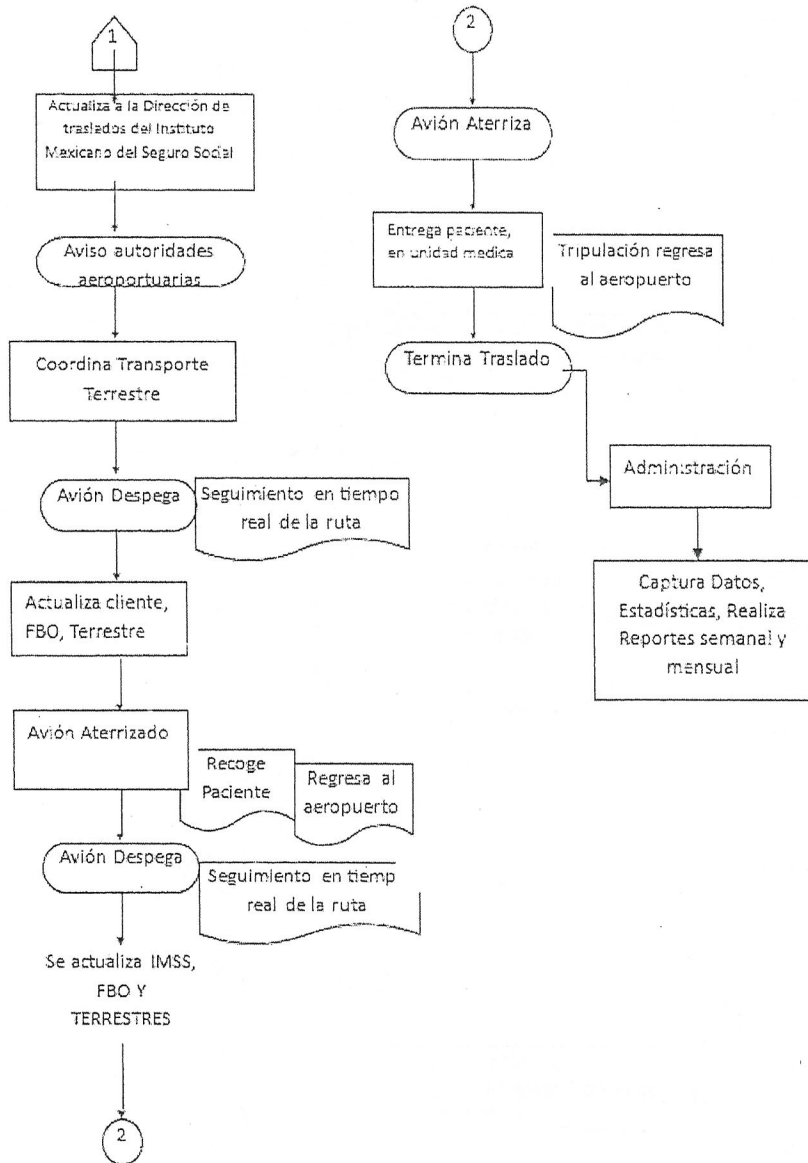 1
Actualiza a la Dirección de
traslados del Instituto
Mexicano del Seguro Social
Aviso autoridades
aeroportuarias
Coordina Transporte
Terrestre
Avión Despega
Seguimiento en tiempo
real de la ruta
Actualiza cliente,
FBO, Terrestre
Avión Aterrizado
Recoge
Paciente
Regresa al
aeropuerto
Avión Despega
Seguimiento en tiemp
real de la ruta
Se actualiza IMSS,
FBO Y
TERRESTRES
2
2
Avión Aterriza
Entrega paciente,
en unidad medica
Tripulación regresa
al aeropuerto
Termina Traslado
Administración
Captura Datos,
Estadísticas, Realiza
Reportes semanal y
mensual